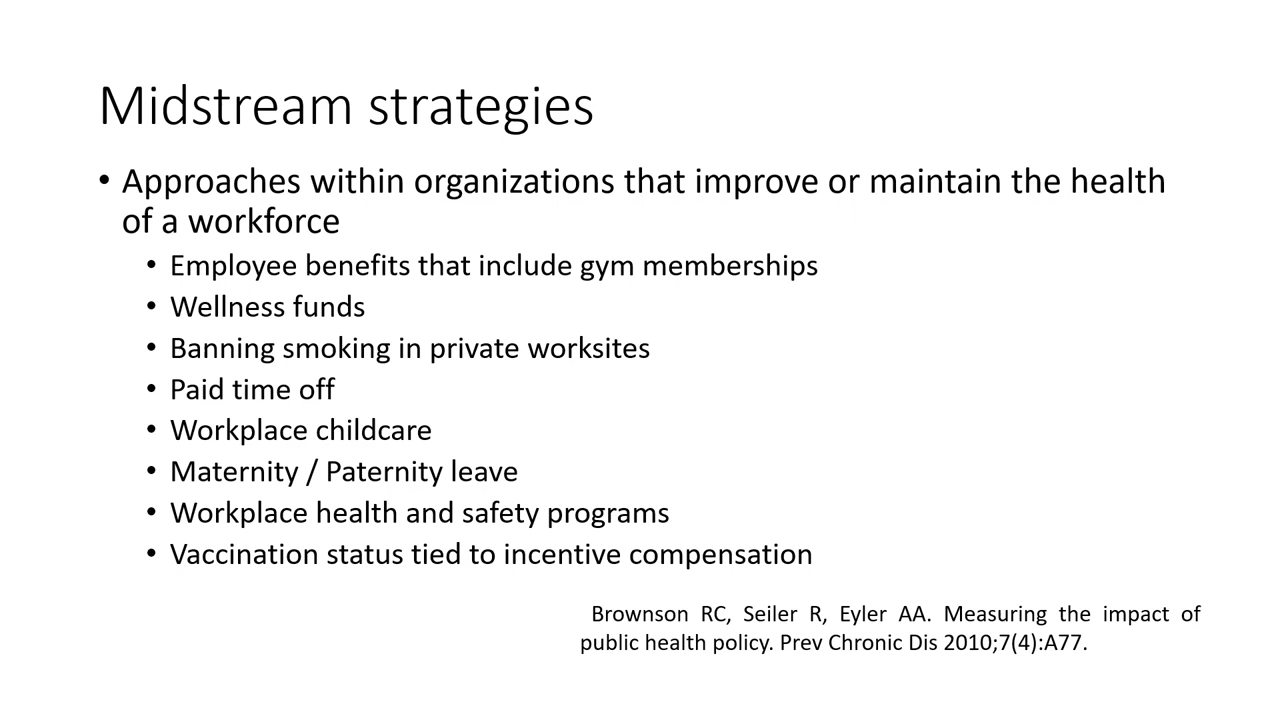 Midstream strategies
• Approaches within organizations that improve or maintain the health
of a workforce
• Employee benefits that include gym memberships
• Wellness funds
• Banning smoking in private worksites
• Paid time off
• Workplace childcare
• Maternity / Paternity leave
• Workplace health and safety programs
• Vaccination status tied to incentive compensation
Brownson RC, Seiler R, Eyler AA. Measuring the impact of
public health policy. Prev Chronic Dis 2010;7(4):A77.